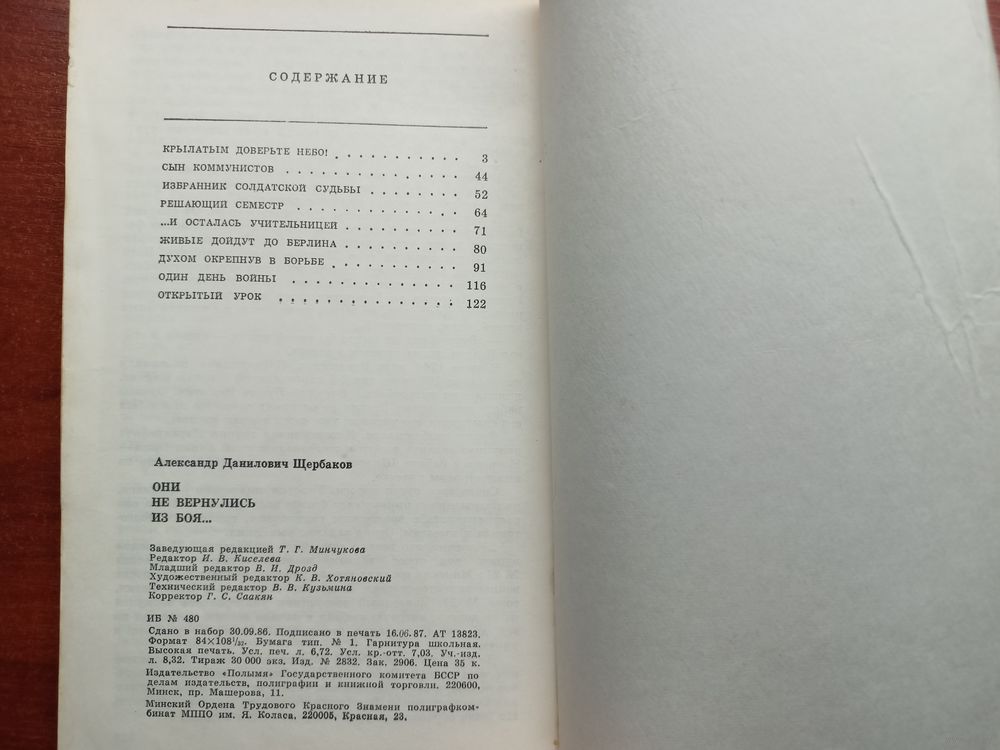 СОДЕРЖАНИЕ
КРЫЛАТЫМ ДОВЕРЬТЕ НЕБО! . . . . . . . . . . . 3
СЫН КОММУНИСТОВ . . . . . . . . . . . . . . . 44
ИЗБРАННИК СОЛДАТСКОЙ СУДЬБЫ . . . . . . . . 52
РЕШАЮЩИЙ СЕМЕСТР . . . . . . . . . . . . . . 64
...И ОСТАЛАСЬ УЧИТЕЛЬНИЦЕЙ . . . . . . . . . . 71
ЖИВЫЕ ДОЙДУТ ДО БЕРЛИНА . . . . . . . . . . 80
ДУХОМ ОКРЕПНУВ В БОРЬБЕ . . . . . . . . . . . 91
ОДИН ДЕНЬ ВОЙНЫ . . . . . . . . . . . . . . 116
ОТКРЫТЫЙ УРОК . . . . . . . . . . . . . . . 122
Александр Данилович Щербаков
ОНИ
НЕ ВЕРНУЛИСЬ
ИЗ БОЯ...
Заведующая редакцией Т. Г. Минчукова
Редактор И. В. Киселева
Младший редактор В. И. Дрозд
Художественный редактор К. В. Хотяновский
Технический редактор В. В. Кузьмина
Корректор Г. С. Саакян
ИБ № 480
Сдано в набор 30.09.86. Подписано в печать 16.06.87. АТ 13823.
Формат 84×108¹/₃₂. Бумага тип. № 1. Гарнитура школьная.
Высокая печать. Усл. печ. л. 6,72. Усл. кр.-отт. 7,03. Уч.-изд.
л. 8,32. Тираж 30 000 экз. Изд. № 2832. Зак. 2906. Цена 35 к.
Издательство «Полымя» Государственного комитета БССР по
делам издательств, полиграфии и книжной торговли. 220600,
Минск, пр. Машерова, 11.
Минский Ордена Трудового Красного Знамени полиграфком-
бинат МППО им. Я. Коласа. 220005, Красная, 23.